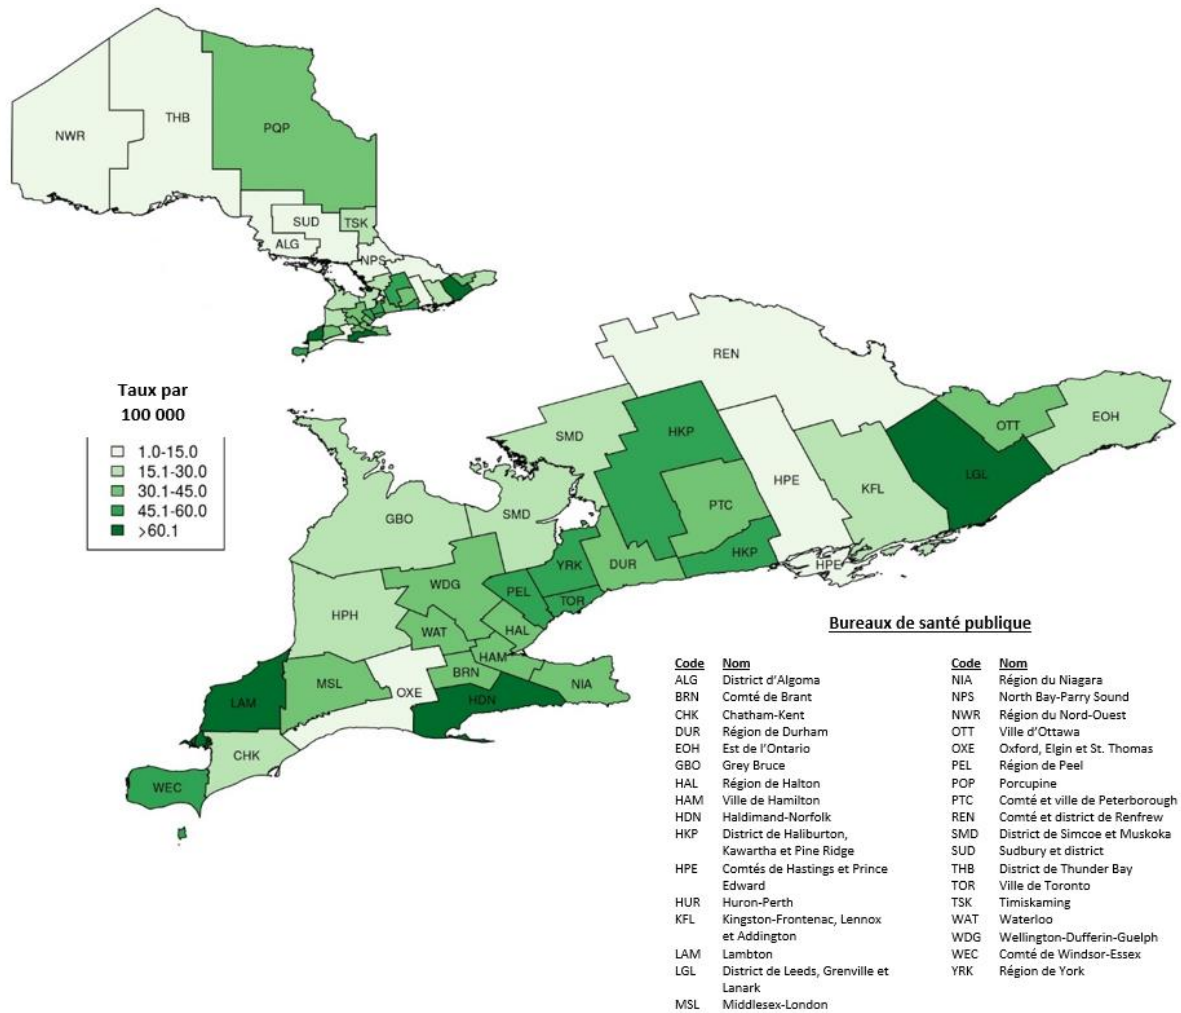 NWR
THB
PQP
SUD
TSK
ALG
NPS
Taux par
100 000
1.0-15.0
15.1-30.0
30.1-45.0
45.1-60.0
>60.1
REN
SMD
HKP
OTT
EOH
LGL
HPE
KFL
PTC
GBO
SMD
HKP
YRK
DUR
HPE
WDG
PEL
TOR
HPH
WAT
HAL
HAM
BRN
MSL
OXE
NIA
LAM
HDN
CHK
WEC
Bureaux de santé publique
Code Nom
ALG District d'Algoma
BRN Comté de Brant
CHK Chatham-Kent
DUR Région de Durham
EOH Est de l'Ontario
GBO Grey Bruce
HAL Région de Halton
HAM Ville de Hamilton
HDN Haldimand-Norfolk
HKP District de Haliburton,
Kawartha et Pine Ridge
HPE Comtés de Hastings et Prince
Edward
HUR Huron-Perth
KFL Kingston-Frontenac, Lennox
et Addington
LAM Lambton
LGL District de Leeds, Grenville et
Lanark
MSL Middlesex-London
Code Nom
NIA Région du Niagara
NPS North Bay-Parry Sound
NWR Région du Nord-Ouest
OTT Ville d'Ottawa
OXE Oxford, Elgin et St. Thomas
PEL Région de Peel
POP Porcupine
PTC Comté et ville de Peterborough
REN Comté et district de Renfrew
SMD District de Simcoe et Muskoka
SUD Sudbury et district
THB District de Thunder Bay
TOR Ville de Toronto
TSK Timiskaming
WAT Waterloo
WDG Wellington-Dufferin-Guelph
WEC Comté de Windsor-Essex
YRK Région de York